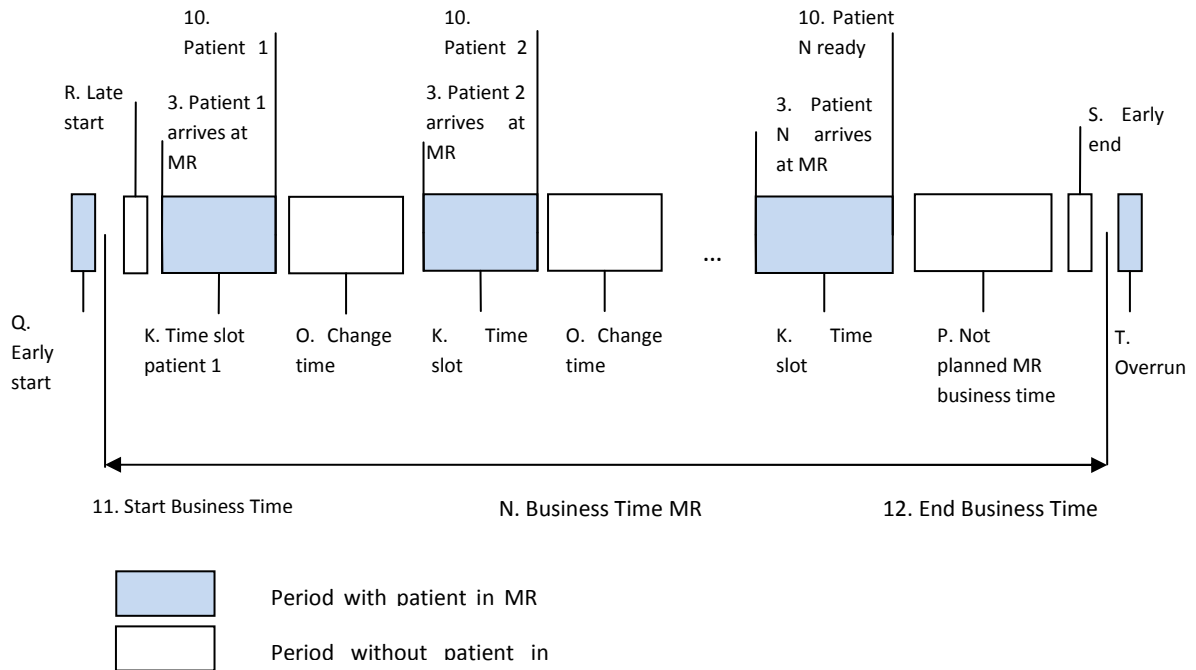 10.
Patient 1
10.
Patient 2
10. Patient
N ready
R. Late
start
3. Patient 1
arrives at
MR
3. Patient 2
arrives at
MR
3. Patient
N arrives
at MR
S. Early
end
...
Q.
Early
start
K. Time slot
patient 1
O. Change
time
K. Time
slot
O. Change
time
K. Time
slot
P. Not
planned MR
business time
T.
Overrun
11. Start Business Time
N. Business Time MR
12. End Business Time
Period with patient in MR
Period without patient in